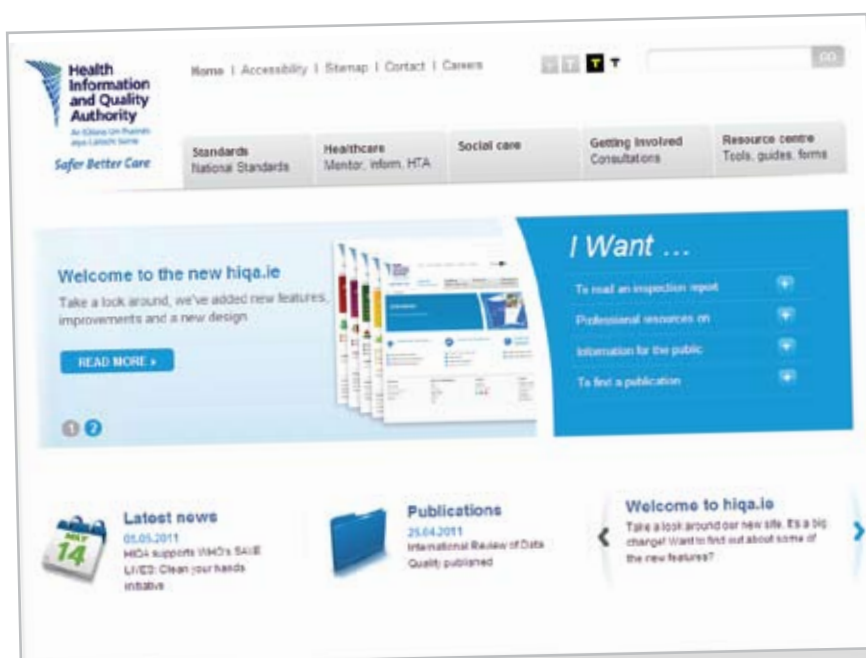 Health
Information
and Quality
Authority
Safer Better Care
Home | Accessibility | Sitemap | Contact | Careers
T T T T
GO
Standards
National Standards
Healthcare
Mentor, inform, HTA
Social care
Getting Involved
Consultations
Resource centre
Tools, guides, forms
Welcome to the new hiqa.ie
Take a look around, we've added new features,
improvements and a new design
READ MORE »
1 2
I Want ...
To read an inspection report
Professional resources on
Information for the public
To find a publication
Latest news
01.05.2011
HIQA supports WHO's SAVE
LIVES: Clean your hands
initiative
MAY
14
Publications
25.04.2011
International Review of Data
Quality published
Welcome to hiqa.ie
Take a look around our new site. It's a big
change! Want to find out about some of
the new features?